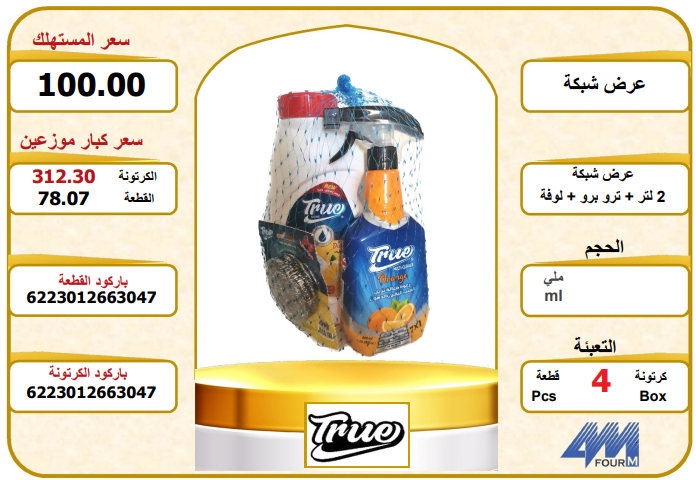 سعر المستهلك
100.00
عرض شبكة
سعر كبار موزعين
الكرتونة 312.30
القطعة 78.07
عرض شبكة
2 لتر + ترو برو + لوفة
الحجم
ملي
ml
باركود القطعة
6223012663047
باركود الكرتونة
6223012663047
التعبئة
كرتونة 4 قطعة
Box Pcs
True
True
Orange
True
FOUR M